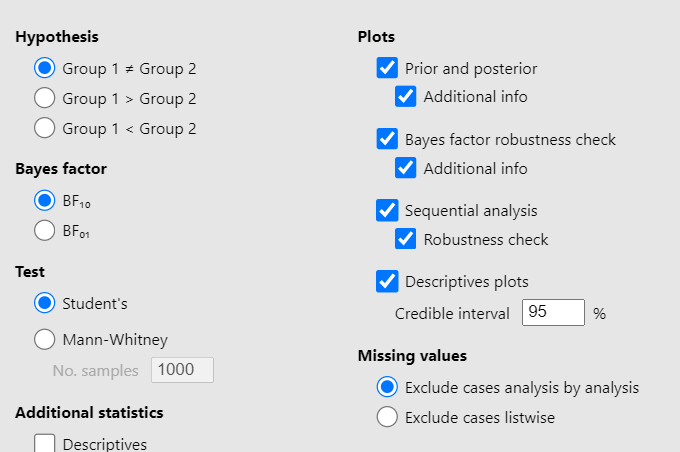 Hypothesis
Group 1 ≠ Group 2
Group 1 > Group 2
Group 1 < Group 2
Bayes factor
BF₁₀
BF₀₁
Test
Student's
Mann-Whitney
No. samples 1000
Additional statistics
Descriptives
Plots
Prior and posterior
Additional info
Bayes factor robustness check
Additional info
Sequential analysis
Robustness check
Descriptives plots
Credible interval 95 %
Missing values
Exclude cases analysis by analysis
Exclude cases listwise